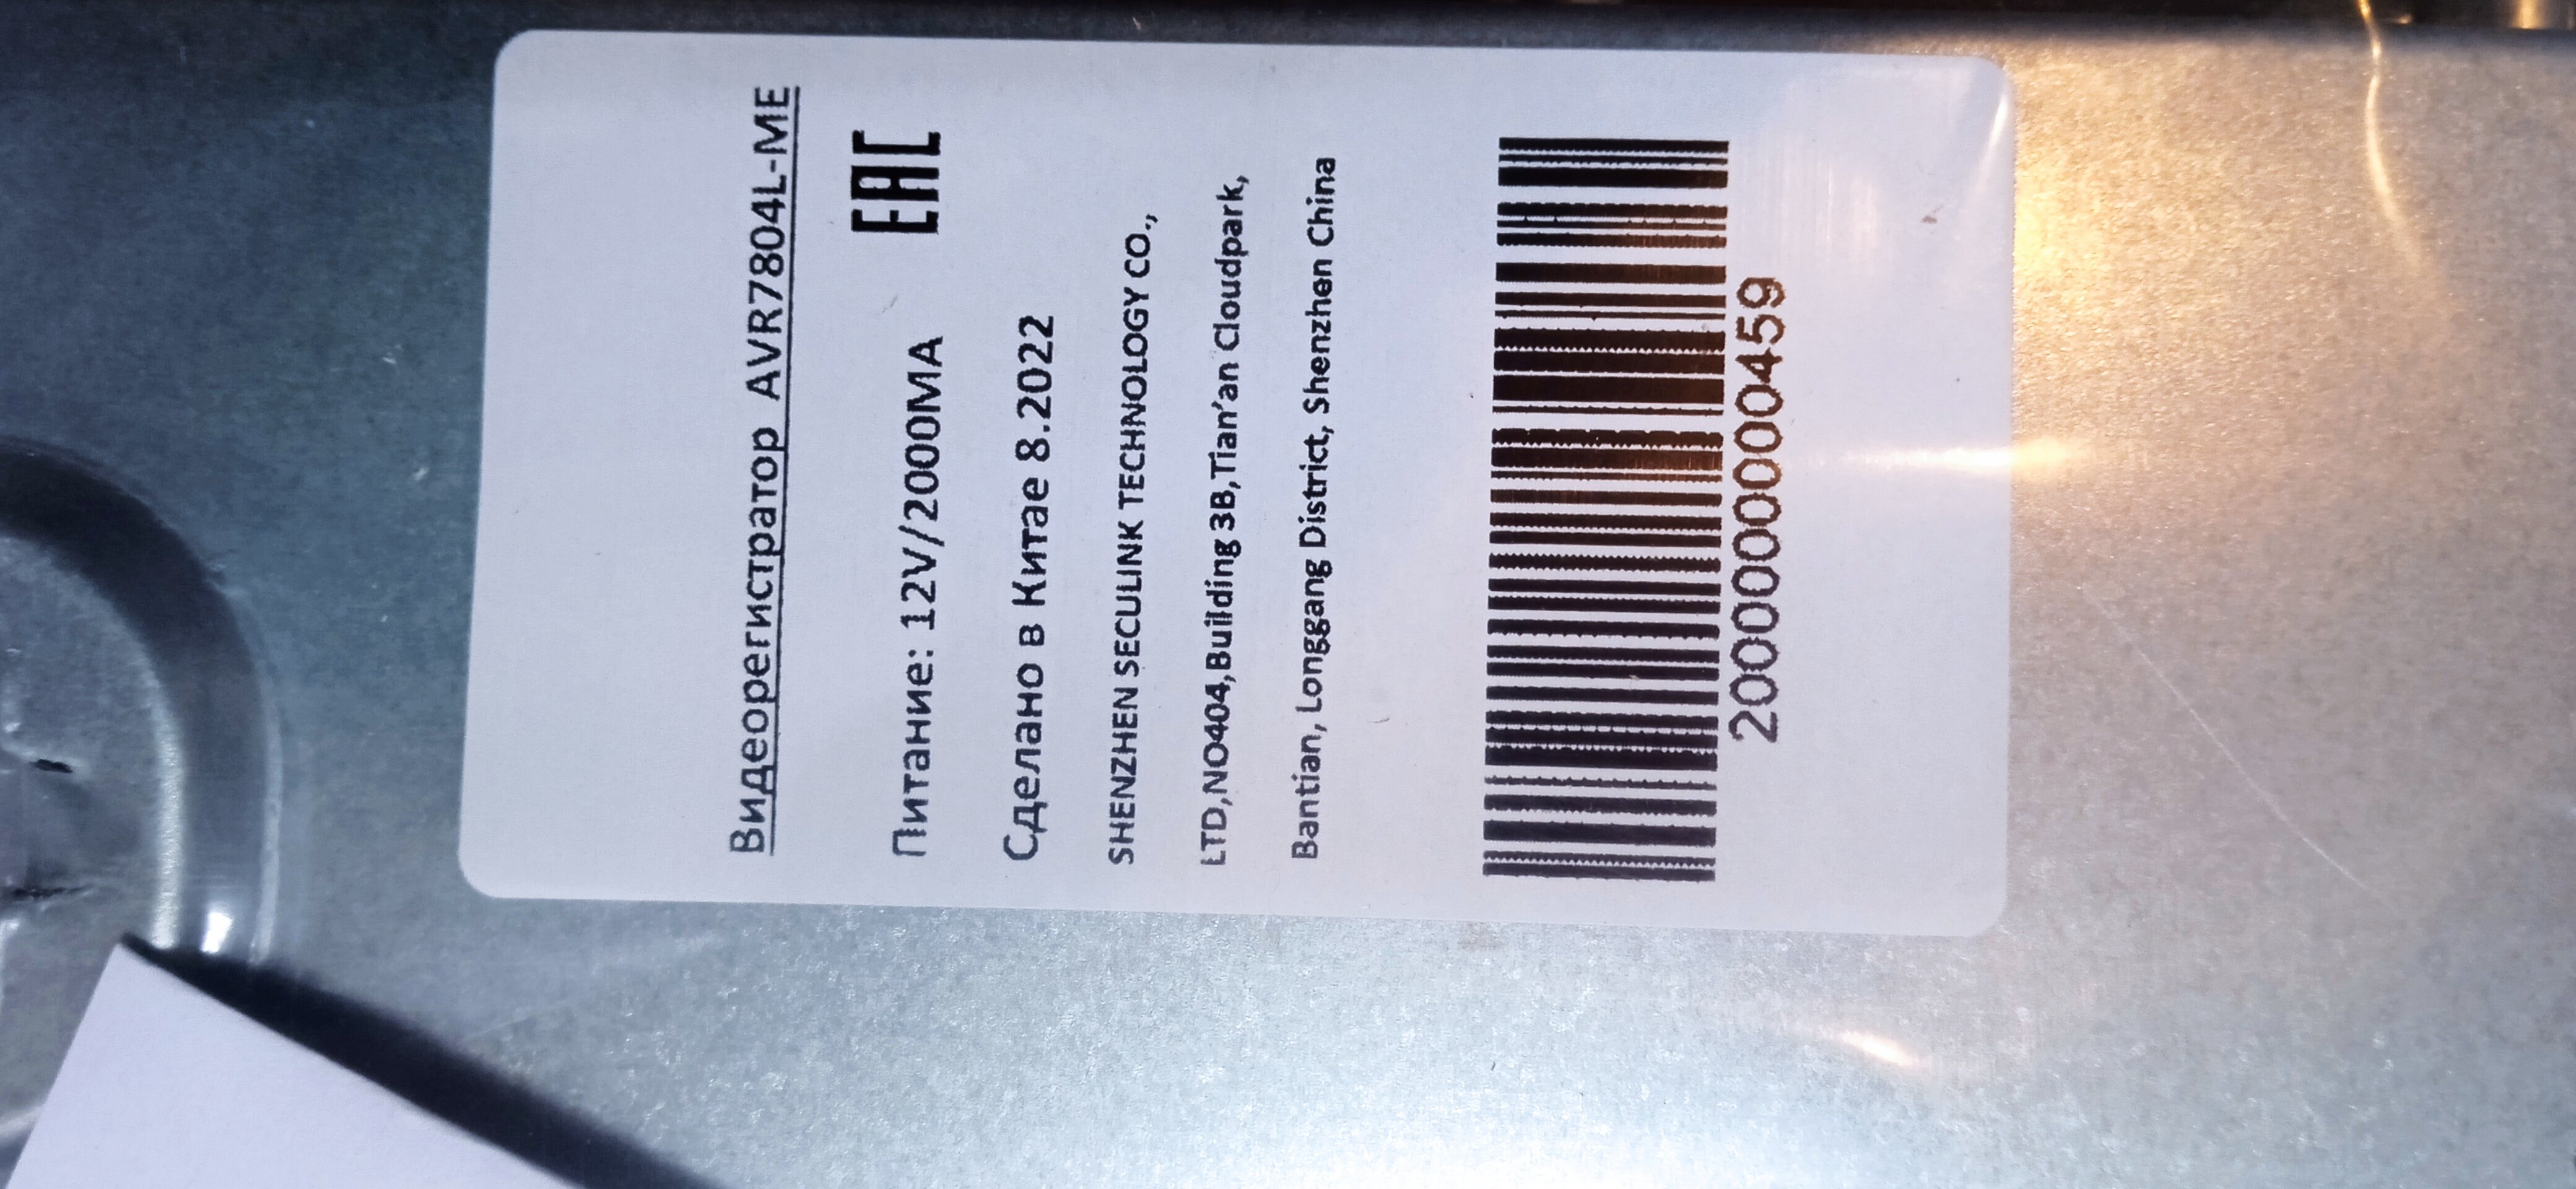 Видеорегистратор AVR7804L-ME
Питание: 12V/2000MA EAC
Сделано в Китае 8.2022
SHENZHEN SECULINK TECHNOLOGY CO.,
LTD,NO404,Building 3B,Tian’an Cloudpark,
Bantian, Longgang District, Shenzhen China
2000000000459